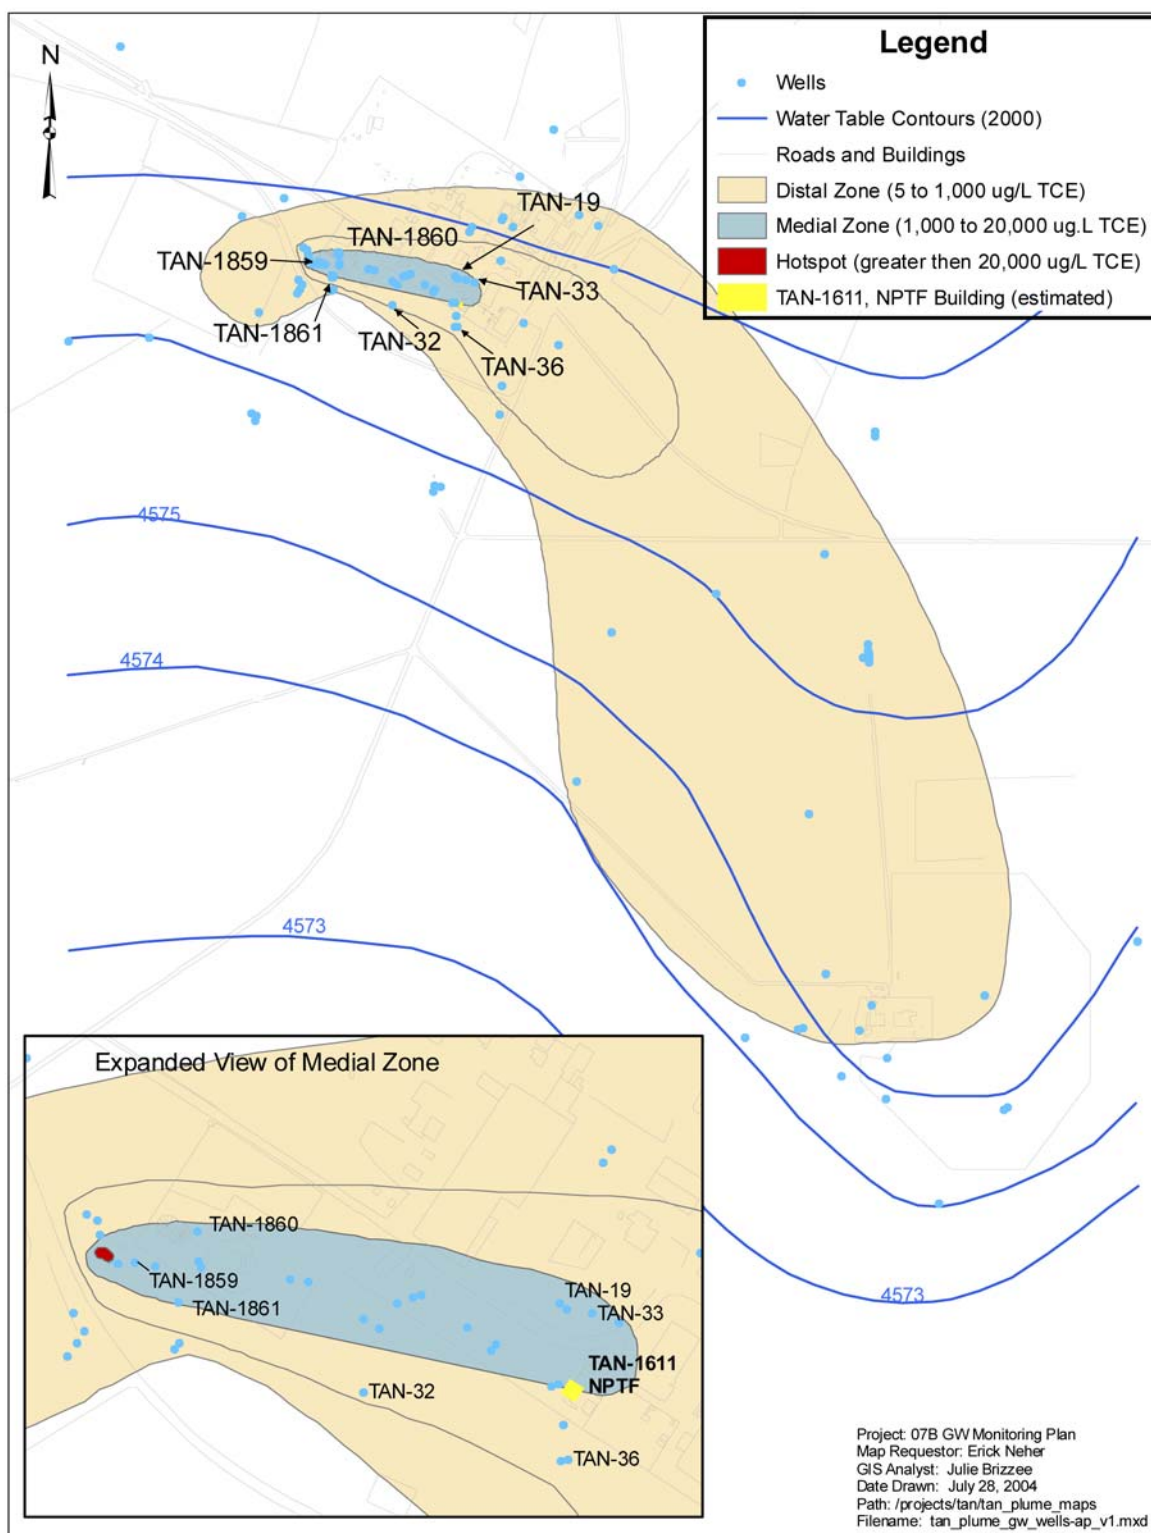 Legend
N
Wells
Water Table Contours (2000)
Roads and Buildings
Distal Zone (5 to 1,000 ug/L TCE)
Medial Zone (1,000 to 20,000 ug.L TCE)
Hotspot (greater then 20,000 ug/L TCE)
TAN-1611, NPTF Building (estimated)
TAN-19
TAN-1860
TAN-1859
TAN-33
TAN-1861
TAN-32
TAN-36
4575
4574
4573
4573
Expanded View of Medial Zone
TAN-1860
TAN-1859
TAN-19
TAN-1861
TAN-33
TAN-1611
NPTF
TAN-32
TAN-36
Project: 07B GW Monitoring Plan
Map Requestor: Erick Neher
GIS Analyst: Julie Brizzee
Date Drawn: July 28, 2004
Path: /projects/tan/tan_plume_maps
Filename: tan_plume_gw_wells-ap_v1.mxd